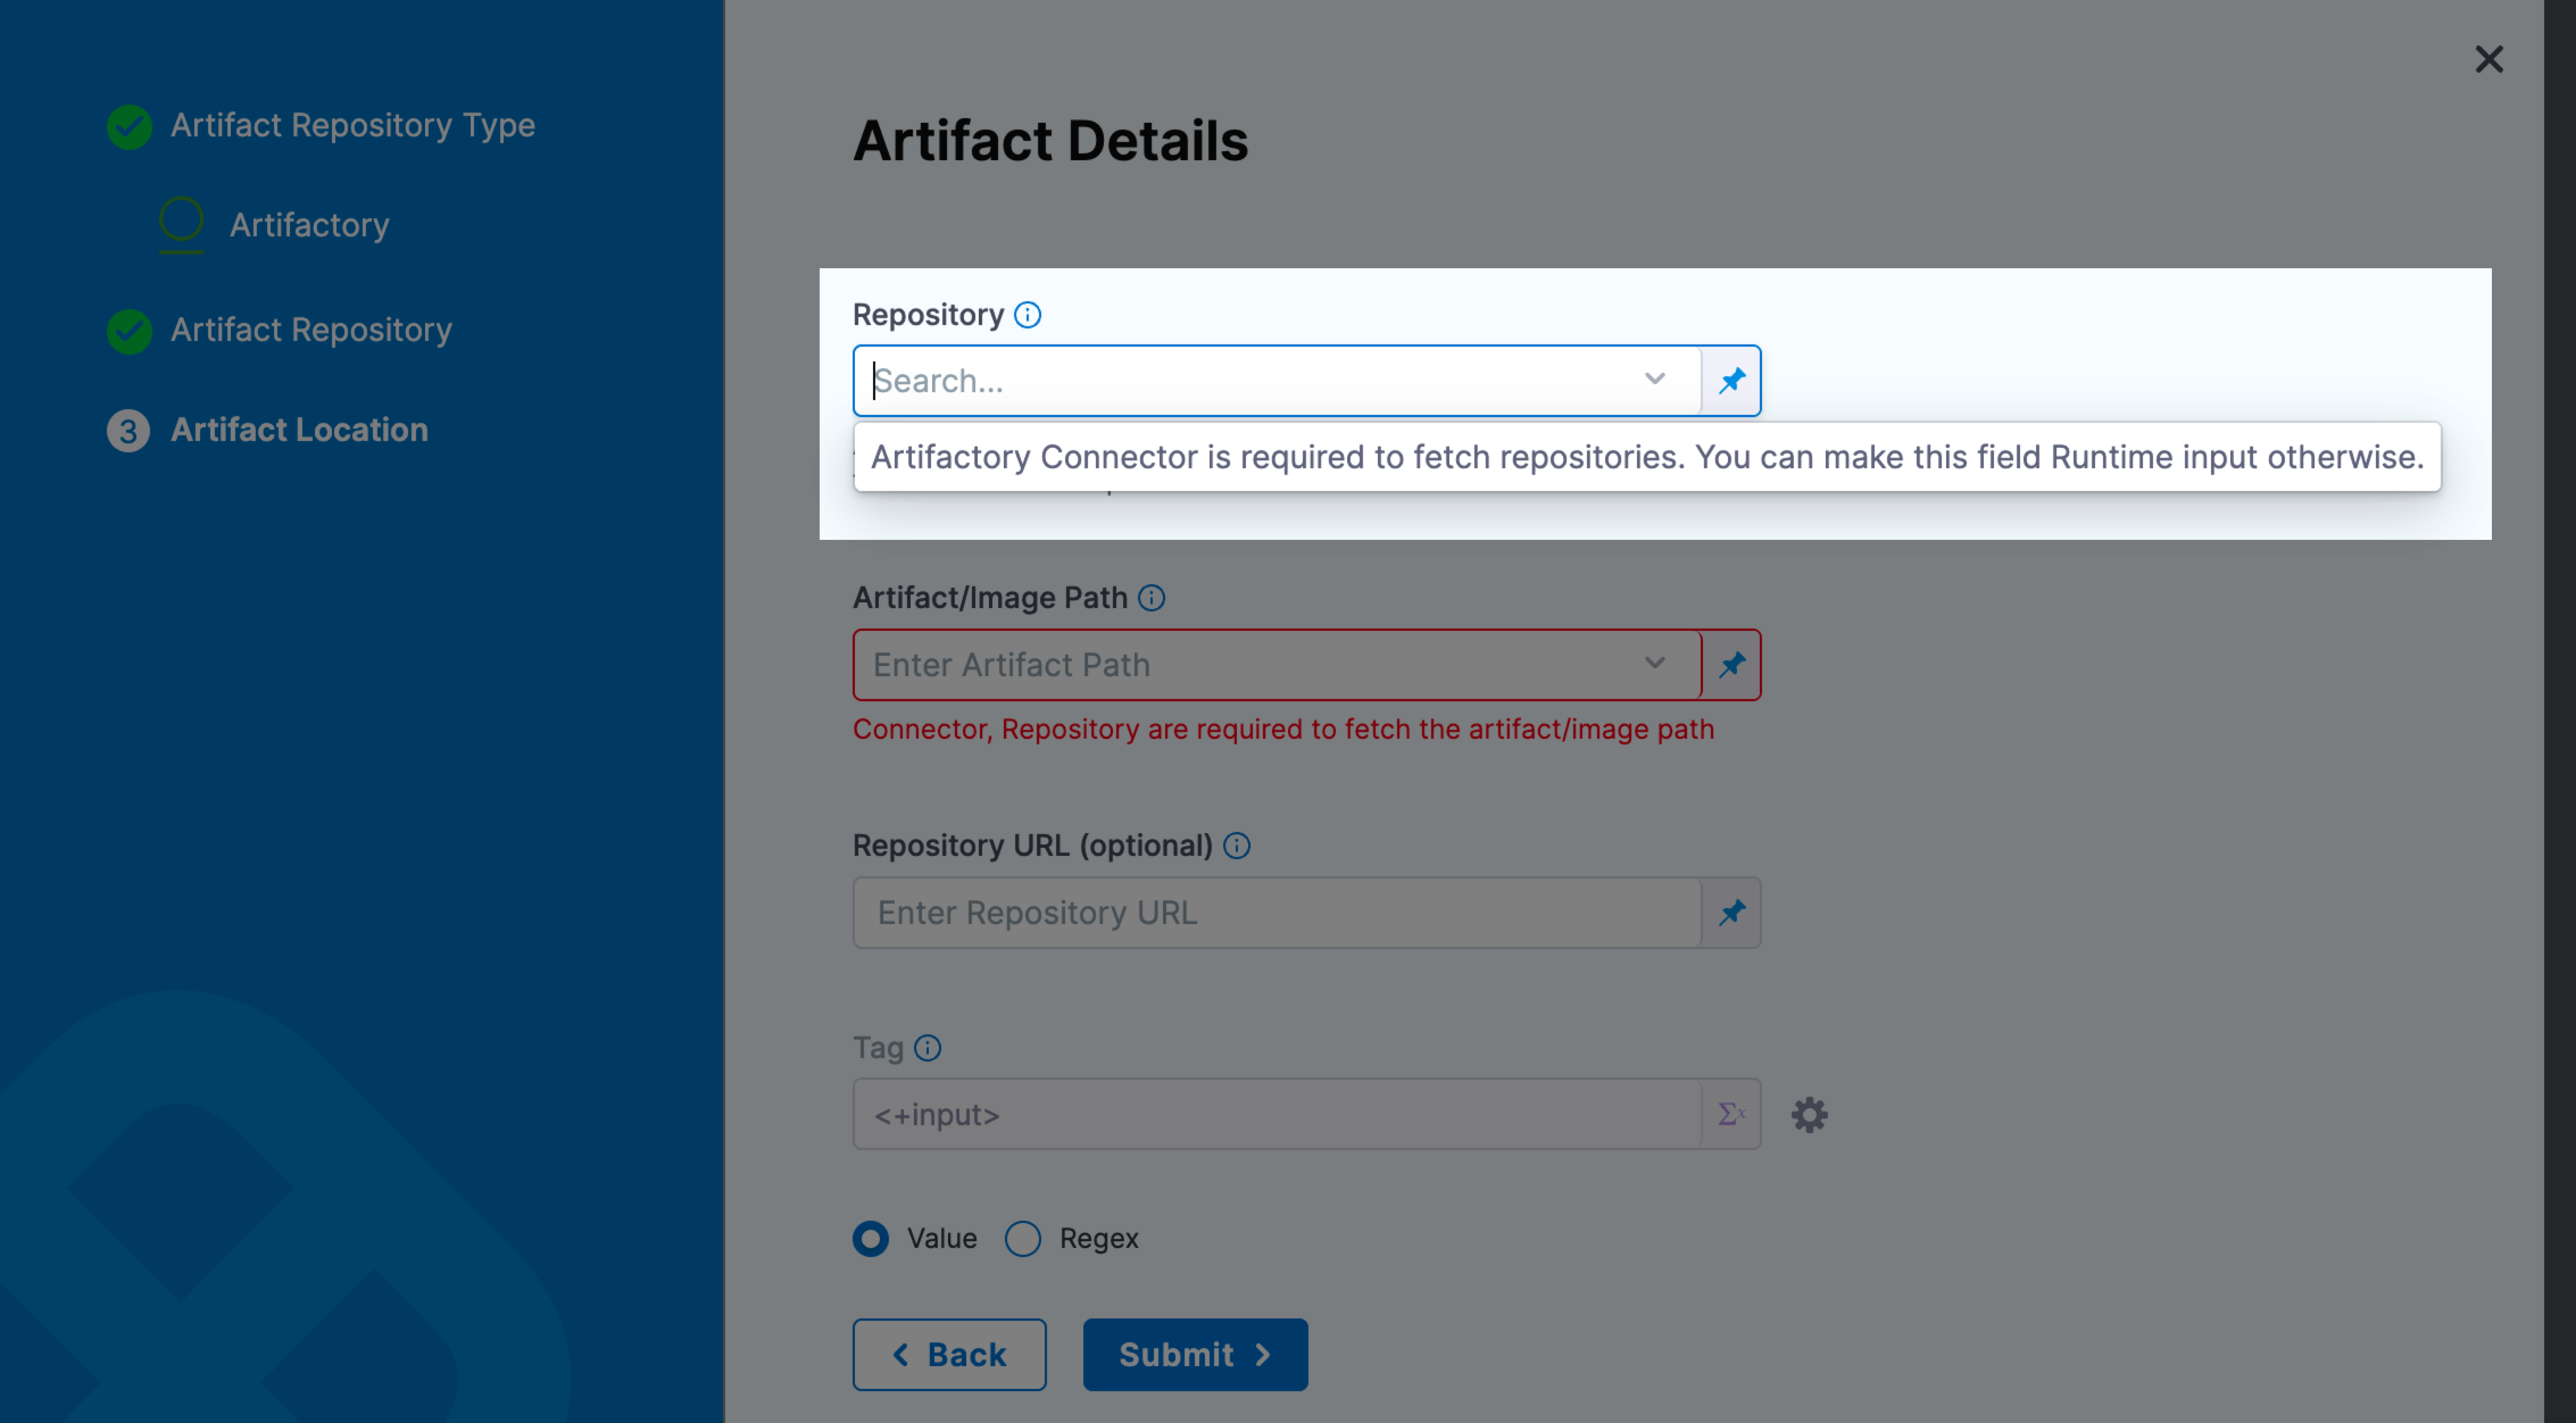 Artifact Repository Type
Artifactory
Artifact Repository
3 Artifact Location
Artifact Details
Repository
Search...
Artifactory Connector is required to fetch repositories. You can make this field Runtime input otherwise.
Artifact/Image Path
Enter Artifact Path
Connector, Repository are required to fetch the artifact/image path
Repository URL (optional)
Enter Repository URL
Tag
<+input>
Value Regex
Back Submit